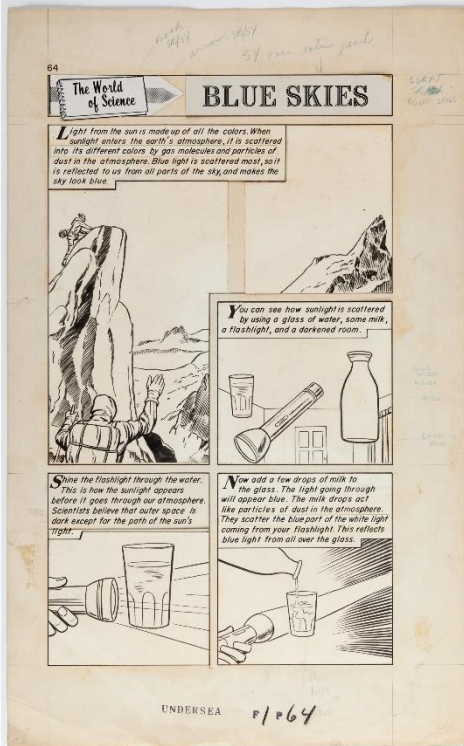 64
The World
of Science
BLUE SKIES
Light from the sun is made up of all the colors. When
sunlight enters the earth's atmosphere, it is scattered
into its different colors by gas molecules and particles of
dust in the atmosphere. Blue light is scattered most, so it
is reflected to us from all parts of the sky, and makes the
sky look blue.
You can see how sunlight is scattered
by using a glass of water, some milk,
a flashlight, and a darkened room.
Shine the flashlight through the water.
This is how the sunlight appears
before it goes through our atmosphere.
Scientists believe that outer space is
dark except for the path of the sun's
light.
Now add a few drops of milk to
the glass. The light going through
will appear blue. The milk drops act
like particles of dust in the atmosphere.
They scatter the blue part of the white light
coming from your flashlight. This reflects
blue light from all over the glass.
UNDERSEA F/P64